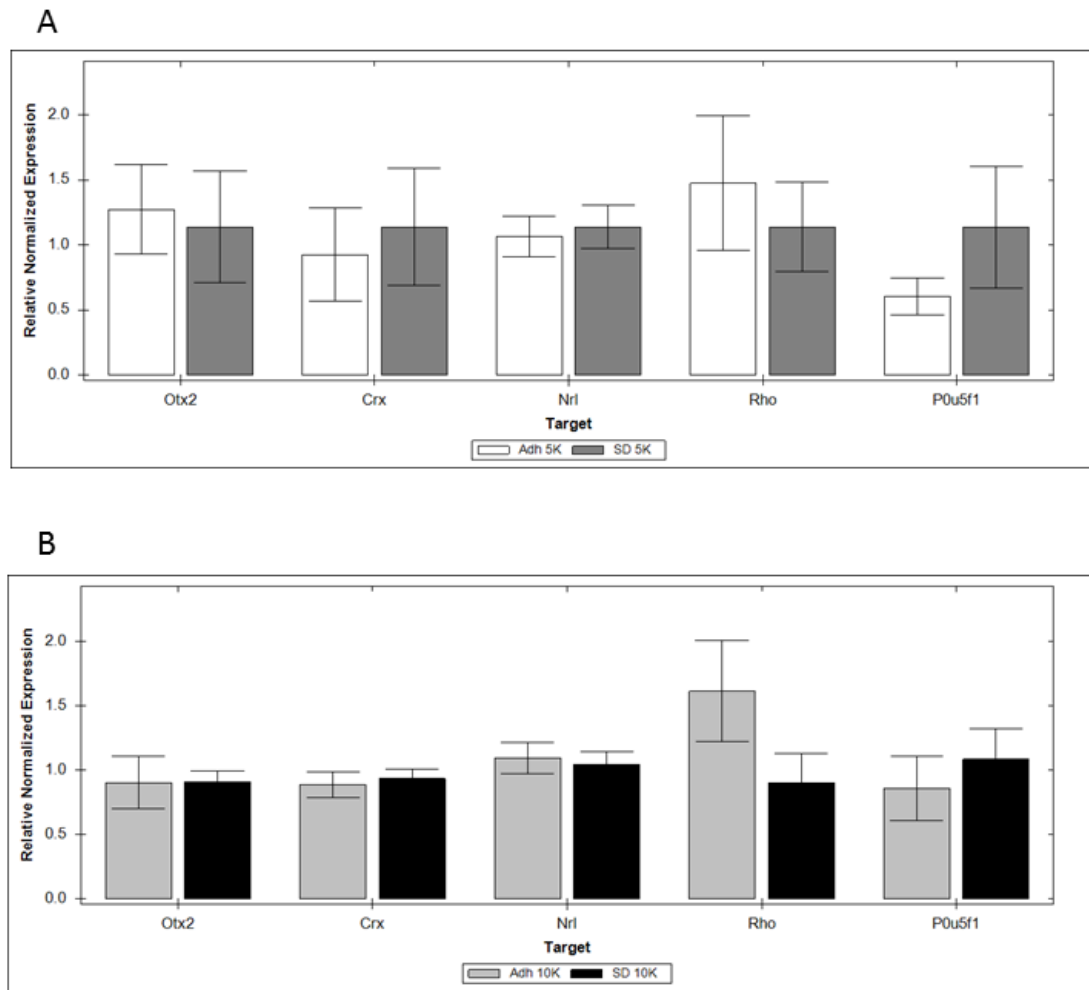 A
Relative Normalized Expression
2.0
1.5
1.0
0.5
0.0
Otx2 Crx Nrl Rho P0u5f1
Target
Adh 5K SD 5K
B
Relative Normalized Expression
2.0
1.5
1.0
0.5
0.0
Otx2 Crx Nrl Rho P0u5f1
Target
Adh 10K SD 10K